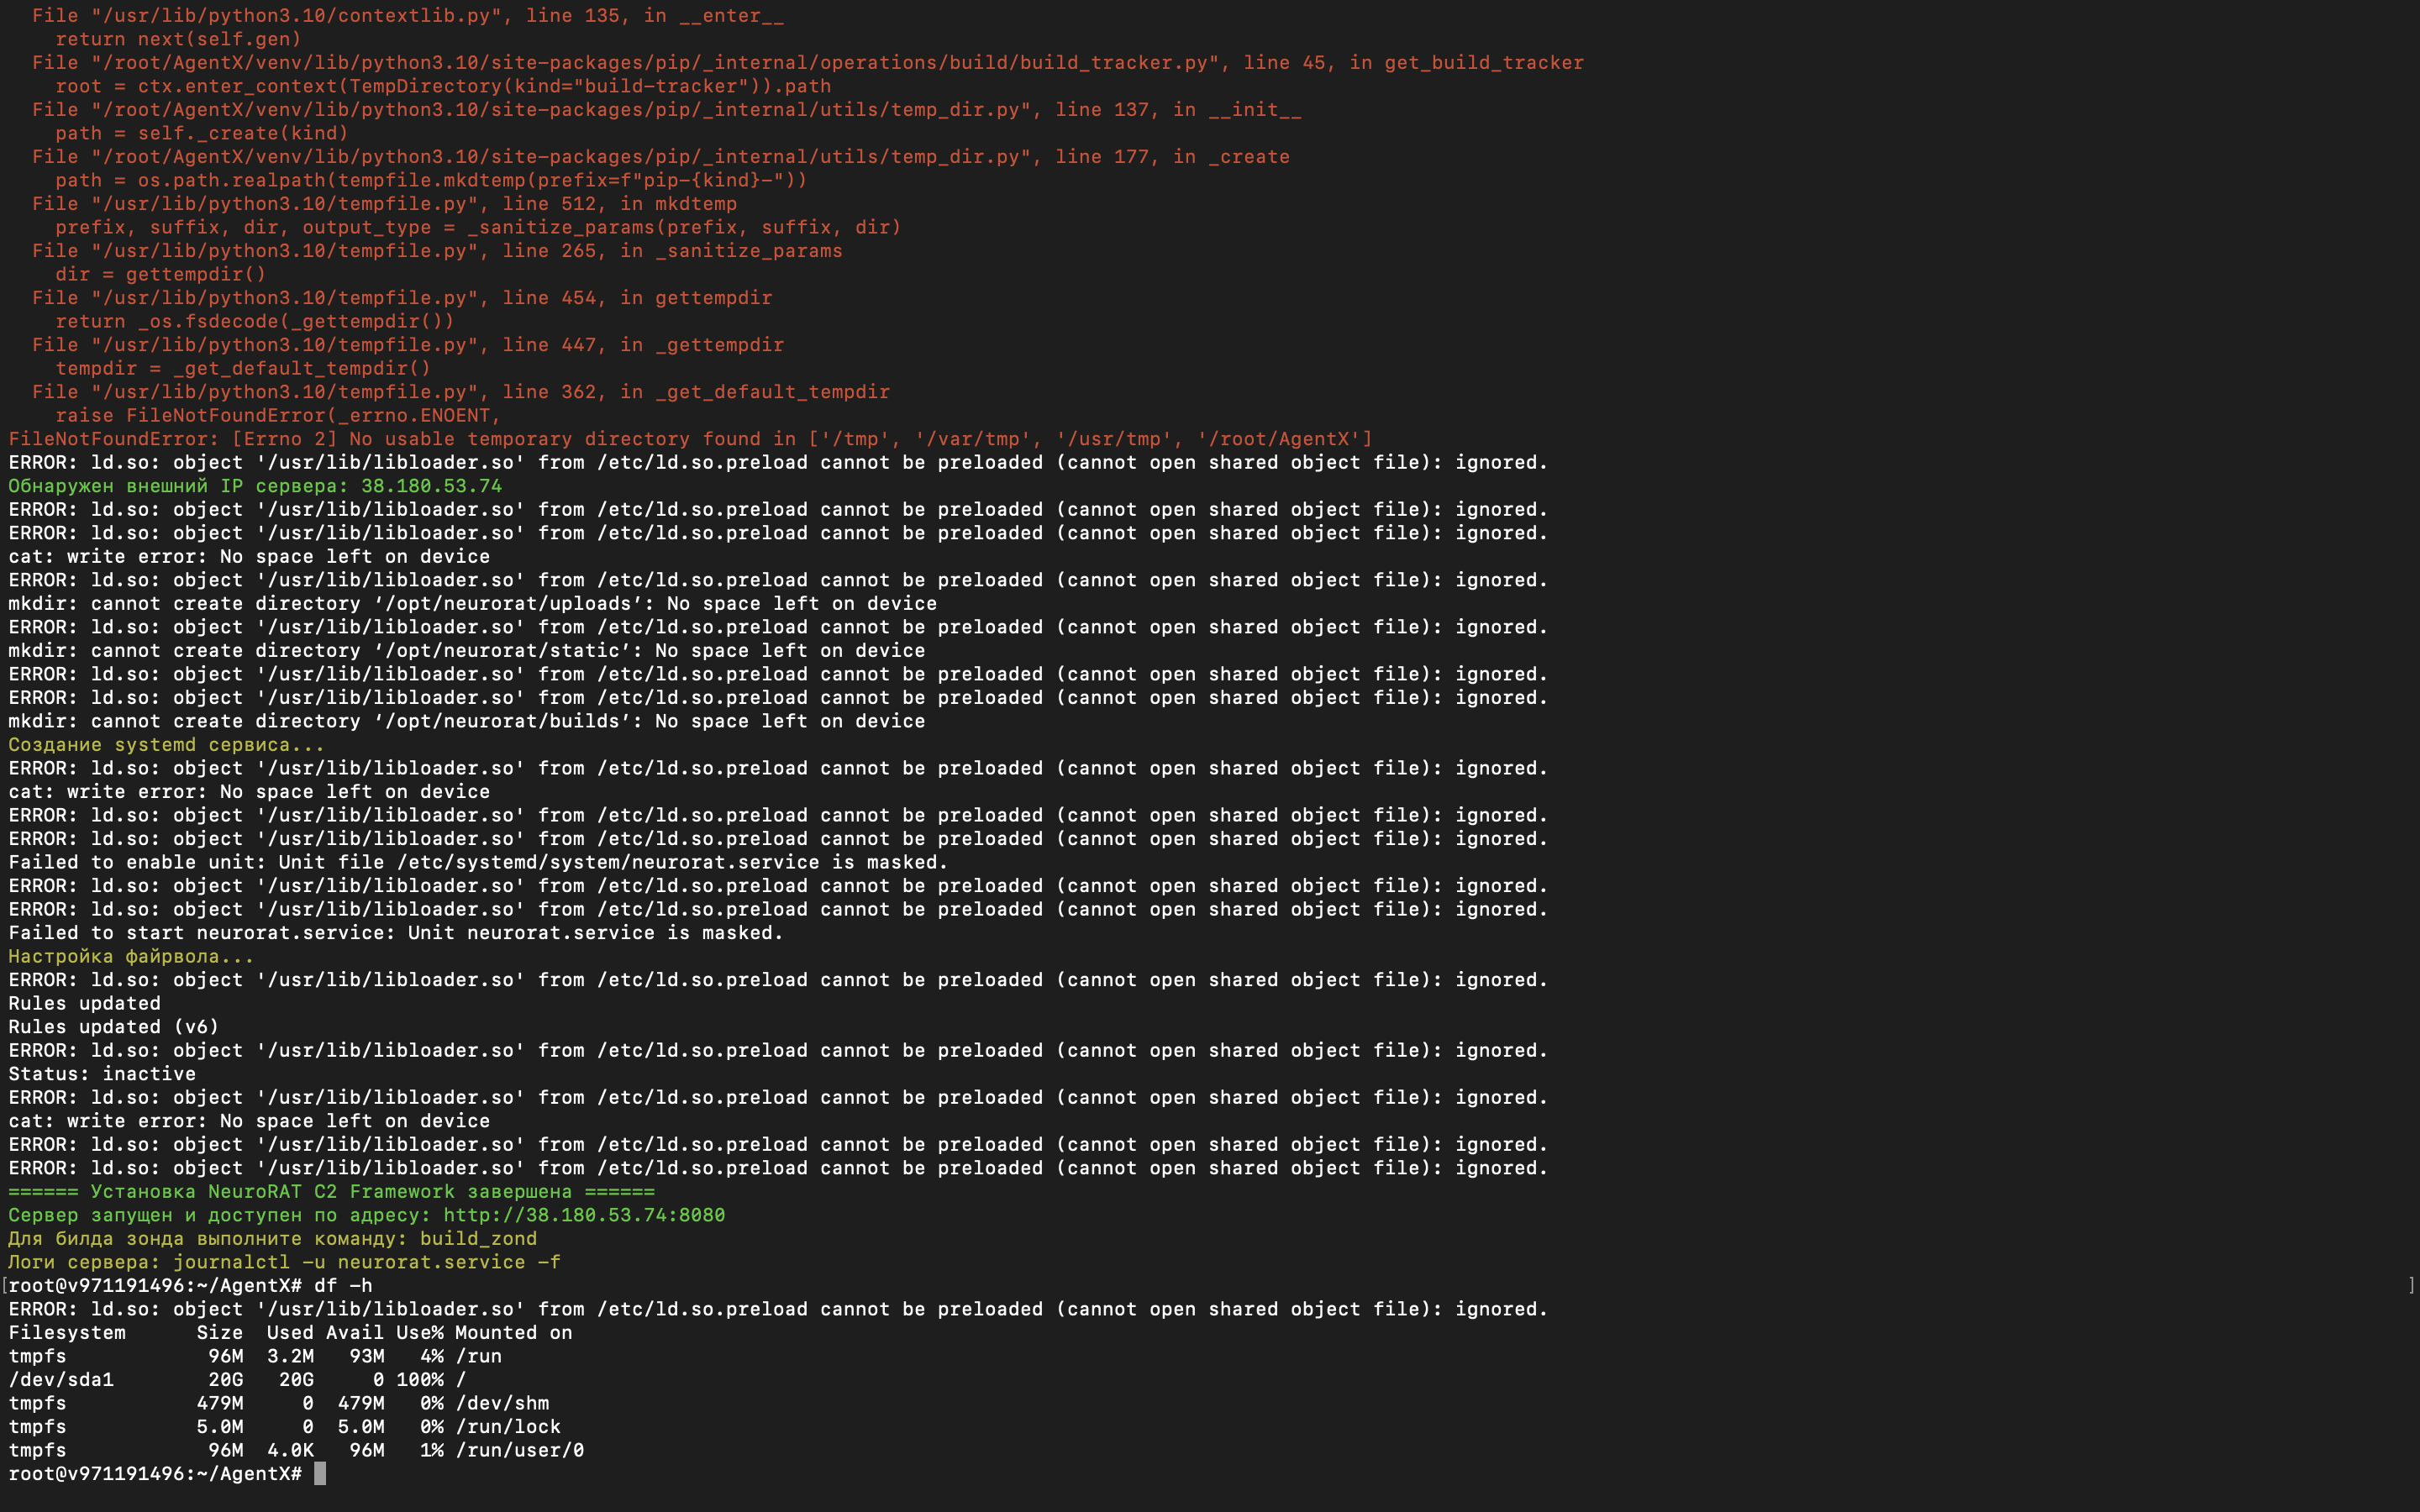 File "/usr/lib/python3.10/contextlib.py", line 135, in __enter__
return next(self.gen)
File "/root/AgentX/venv/lib/python3.10/site-packages/pip/_internal/operations/build/build_tracker.py", line 45, in get_build_tracker
root = ctx.enter_context(TempDirectory(kind="build-tracker")).path
File "/root/AgentX/venv/lib/python3.10/site-packages/pip/_internal/utils/temp_dir.py", line 137, in __init__
path = self._create(kind)
File "/root/AgentX/venv/lib/python3.10/site-packages/pip/_internal/utils/temp_dir.py", line 177, in _create
path = os.path.realpath(tempfile.mkdtemp(prefix=f"pip-{kind}-"))
File "/usr/lib/python3.10/tempfile.py", line 512, in mkdtemp
prefix, suffix, dir, output_type = _sanitize_params(prefix, suffix, dir)
File "/usr/lib/python3.10/tempfile.py", line 265, in _sanitize_params
dir = gettempdir()
File "/usr/lib/python3.10/tempfile.py", line 454, in gettempdir
return _os.fsdecode(_gettempdir())
File "/usr/lib/python3.10/tempfile.py", line 447, in _gettempdir
tempdir = _get_default_tempdir()
File "/usr/lib/python3.10/tempfile.py", line 362, in _get_default_tempdir
raise FileNotFoundError(_errno.ENOENT,
FileNotFoundError: [Errno 2] No usable temporary directory found in ['/tmp', '/var/tmp', '/usr/tmp', '/root/AgentX']
ERROR: ld.so: object '/usr/lib/libloader.so' from /etc/ld.so.preload cannot be preloaded (cannot open shared object file): ignored.
Обнаружен внешний IP сервера: 38.180.53.74
ERROR: ld.so: object '/usr/lib/libloader.so' from /etc/ld.so.preload cannot be preloaded (cannot open shared object file): ignored.
ERROR: ld.so: object '/usr/lib/libloader.so' from /etc/ld.so.preload cannot be preloaded (cannot open shared object file): ignored.
cat: write error: No space left on device
ERROR: ld.so: object '/usr/lib/libloader.so' from /etc/ld.so.preload cannot be preloaded (cannot open shared object file): ignored.
mkdir: cannot create directory ‘/opt/neurorat/uploads’: No space left on device
ERROR: ld.so: object '/usr/lib/libloader.so' from /etc/ld.so.preload cannot be preloaded (cannot open shared object file): ignored.
mkdir: cannot create directory ‘/opt/neurorat/static’: No space left on device
ERROR: ld.so: object '/usr/lib/libloader.so' from /etc/ld.so.preload cannot be preloaded (cannot open shared object file): ignored.
ERROR: ld.so: object '/usr/lib/libloader.so' from /etc/ld.so.preload cannot be preloaded (cannot open shared object file): ignored.
mkdir: cannot create directory ‘/opt/neurorat/builds’: No space left on device
Создание systemd сервиса...
ERROR: ld.so: object '/usr/lib/libloader.so' from /etc/ld.so.preload cannot be preloaded (cannot open shared object file): ignored.
cat: write error: No space left on device
ERROR: ld.so: object '/usr/lib/libloader.so' from /etc/ld.so.preload cannot be preloaded (cannot open shared object file): ignored.
ERROR: ld.so: object '/usr/lib/libloader.so' from /etc/ld.so.preload cannot be preloaded (cannot open shared object file): ignored.
Failed to enable unit: Unit file /etc/systemd/system/neurorat.service is masked.
ERROR: ld.so: object '/usr/lib/libloader.so' from /etc/ld.so.preload cannot be preloaded (cannot open shared object file): ignored.
ERROR: ld.so: object '/usr/lib/libloader.so' from /etc/ld.so.preload cannot be preloaded (cannot open shared object file): ignored.
Failed to start neurorat.service: Unit neurorat.service is masked.
Настройка файрвола...
ERROR: ld.so: object '/usr/lib/libloader.so' from /etc/ld.so.preload cannot be preloaded (cannot open shared object file): ignored.
Rules updated
Rules updated (v6)
ERROR: ld.so: object '/usr/lib/libloader.so' from /etc/ld.so.preload cannot be preloaded (cannot open shared object file): ignored.
Status: inactive
ERROR: ld.so: object '/usr/lib/libloader.so' from /etc/ld.so.preload cannot be preloaded (cannot open shared object file): ignored.
cat: write error: No space left on device
ERROR: ld.so: object '/usr/lib/libloader.so' from /etc/ld.so.preload cannot be preloaded (cannot open shared object file): ignored.
ERROR: ld.so: object '/usr/lib/libloader.so' from /etc/ld.so.preload cannot be preloaded (cannot open shared object file): ignored.
====== Установка NeuroRAT C2 Framework завершена ======
Сервер запущен и доступен по адресу: http://38.180.53.74:8080
Для билда зонда выполните команду: build_zond
Логи сервера: journalctl -u neurorat.service -f
[root@v971191496:~/AgentX# df -h ]
ERROR: ld.so: object '/usr/lib/libloader.so' from /etc/ld.so.preload cannot be preloaded (cannot open shared object file): ignored.
Filesystem Size Used Avail Use% Mounted on
tmpfs 96M 3.2M 93M 4% /run
/dev/sda1 20G 20G 0 100% /
tmpfs 479M 0 479M 0% /dev/shm
tmpfs 5.0M 0 5.0M 0% /run/lock
tmpfs 96M 4.0K 96M 1% /run/user/0
root@v971191496:~/AgentX#